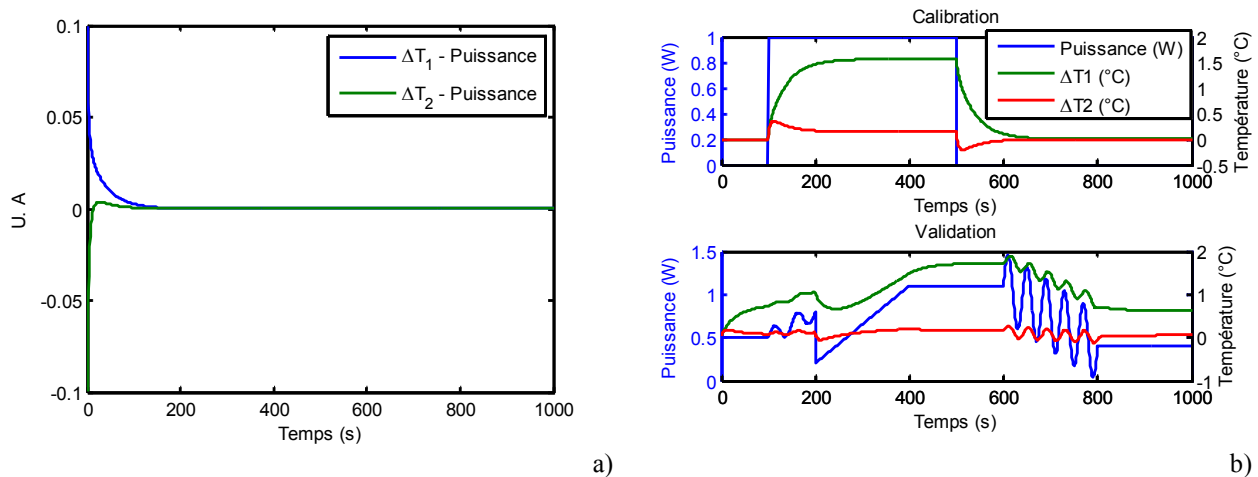 0.1
0.05
0
-0.05
-0.1
U. A
ΔT1 - Puissance
ΔT2 - Puissance
0 200 400 600 800 1000
Temps (s)
a)
Calibration
1
0.8
0.6
0.4
0.2
0
Puissance (W)
Puissance (W)
ΔT1 (°C)
ΔT2 (°C)
2
1.5
1
0.5
0
-0.5
Température (°C)
0 200 400 600 800 1000
Temps (s)
Validation
1.5
1
0.5
0
Puissance (W)
2
1
0
-1
Température (°C)
0 200 400 600 800 1000
Temps (s)
b)